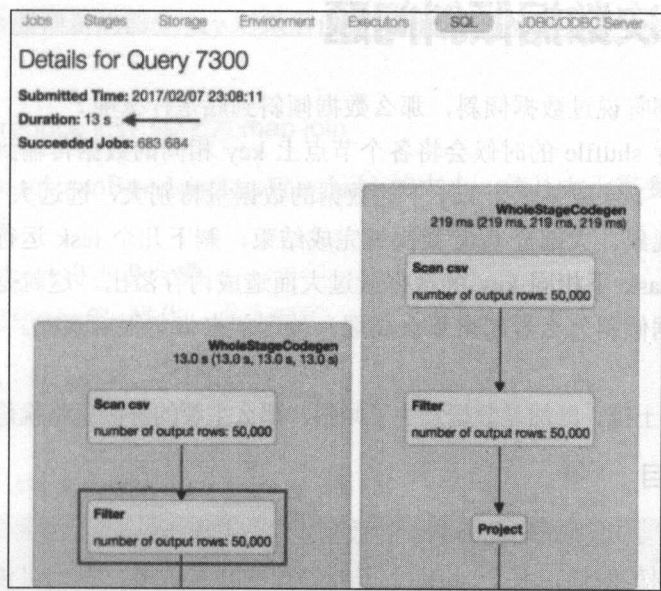 Jobs Stages Storage Environment Executors SQL JDBC/ODBC Server
Details for Query 7300
Submitted Time: 2017/02/07 23:08:11
Duration: 13 s
Succeeded Jobs: 683 684
WholeStageCodegen
219 ms (219 ms, 219 ms, 219 ms)
Scan csv
number of output rows: 50,000
Filter
number of output rows: 50,000
Project
WholeStageCodegen
13.0 s (13.0 s, 13.0 s, 13.0 s)
Scan csv
number of output rows: 50,000
Filter
number of output rows: 50,000